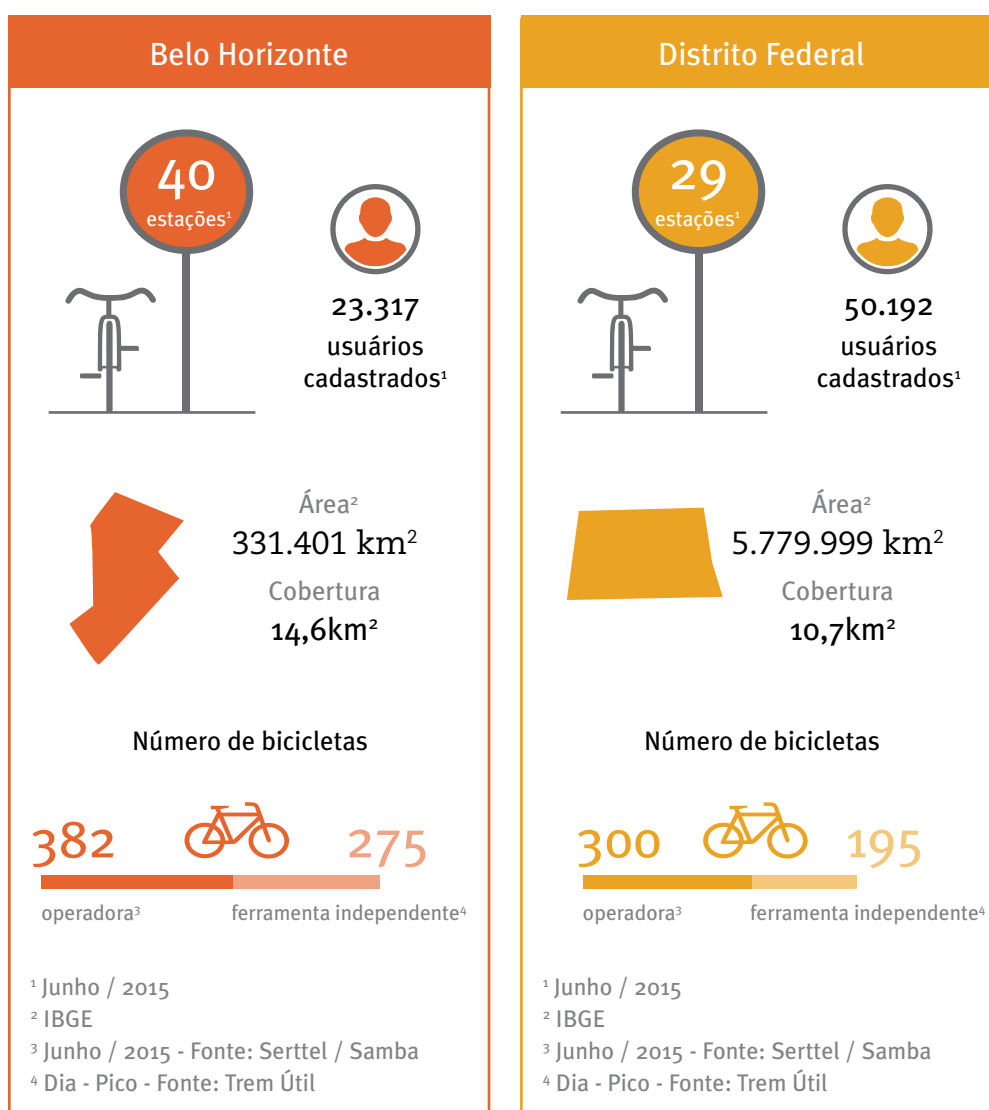 Belo Horizonte
40
estações¹
23.317
usuários
cadastrados¹
Área²
331.401 km²
Cobertura
14,6km²
Número de bicicletas
382
275
operadora³
ferramenta independente⁴
¹ Junho / 2015
² IBGE
³ Junho / 2015 - Fonte: Serttel / Samba
⁴ Dia - Pico - Fonte: Trem Útil
Distrito Federal
29
estações¹
50.192
usuários
cadastrados¹
Área²
5.779.999 km²
Cobertura
10,7km²
Número de bicicletas
300
195
operadora³
ferramenta independente⁴
¹ Junho / 2015
² IBGE
³ Junho / 2015 - Fonte: Serttel / Samba
⁴ Dia - Pico - Fonte: Trem Útil